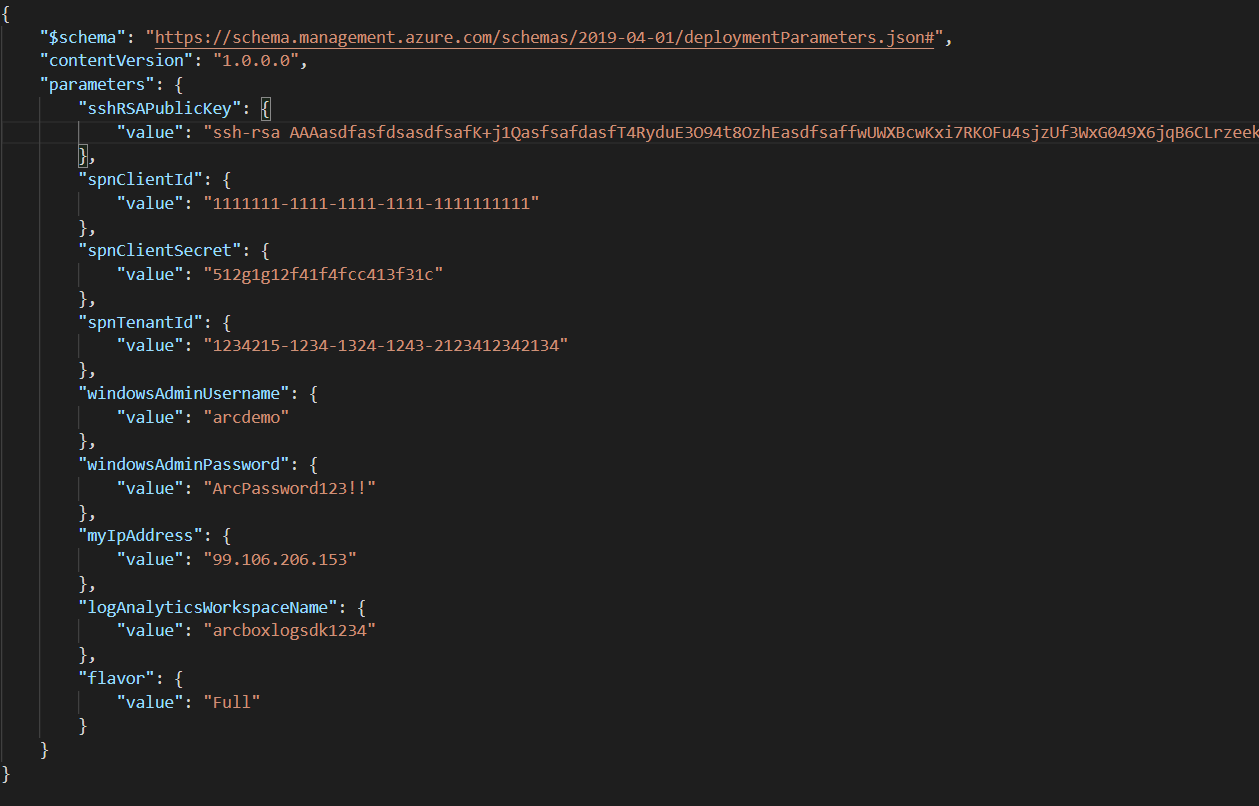 {
    "$schema": "https://schema.management.azure.com/schemas/2019-04-01/deploymentParameters.json#",
    "contentVersion": "1.0.0.0",
    "parameters": {
        "sshRSAPublicKey": {
            "value": "ssh-rsa AAAasdfasfdsasdfsafK+j1QasfsafdasfT4RyduE3O94t8OzhEasdfsaffwUWXBcwKxi7RKOFu4sjzUf3WxG049X6jqB6CLrzeek
        },
        "spnClientId": {
            "value": "1111111-1111-1111-1111-1111111111"
        },
        "spnClientSecret": {
            "value": "512g1g12f41f4fcc413f31c"
        },
        "spnTenantId": {
            "value": "1234215-1234-1324-1243-2123412342134"
        },
        "windowsAdminUsername": {
            "value": "arcdemo"
        },
        "windowsAdminPassword": {
            "value": "ArcPassword123!!"
        },
        "myIpAddress": {
            "value": "99.106.206.153"
        },
        "logAnalyticsWorkspaceName": {
            "value": "arcboxlogsdk1234"
        },
        "flavor": {
            "value": "Full"
        }
    }
}